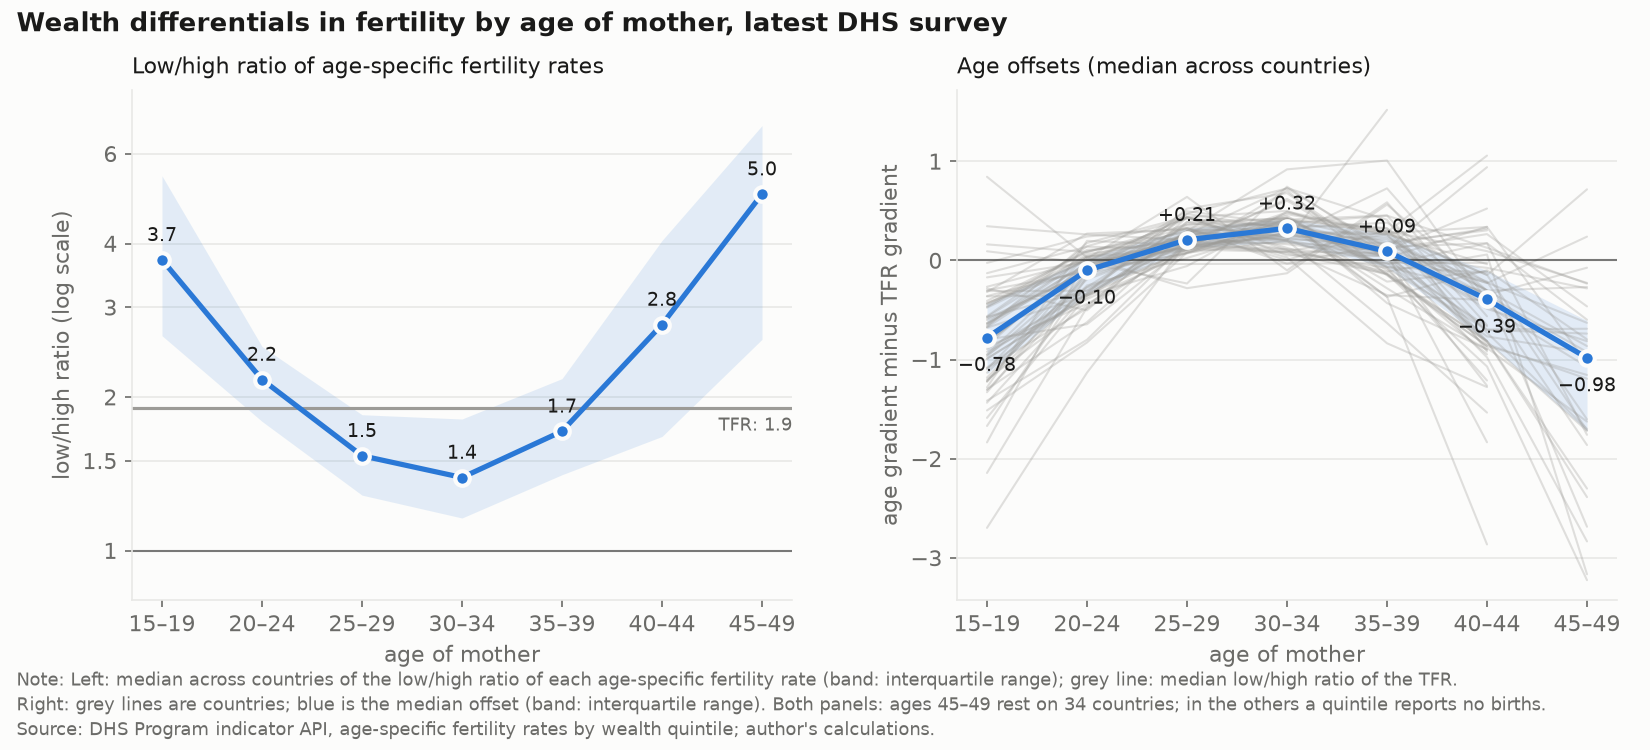 Wealth differentials in fertility by age of mother, latest DHS survey
Low/high ratio of age-specific fertility rates
low/high ratio (log scale)
6
4
3
2
1.5
1
3.7
2.2
1.5
1.4
1.7
2.8
5.0
TFR: 1.9
15–19 20–24 25–29 30–34 35–39 40–44 45–49
age of mother
Age offsets (median across countries)
age gradient minus TFR gradient
1
0
−1
−2
−3
−0.78
−0.10
+0.21
+0.32
+0.09
−0.39
−0.98
15–19 20–24 25–29 30–34 35–39 40–44 45–49
age of mother
Note: Left: median across countries of the low/high ratio of each age-specific fertility rate (band: interquartile range); grey line: median low/high ratio of the TFR.
Right: grey lines are countries; blue is the median offset (band: interquartile range). Both panels: ages 45–49 rest on 34 countries; in the others a quintile reports no births.
Source: DHS Program indicator API, age-specific fertility rates by wealth quintile; author's calculations.